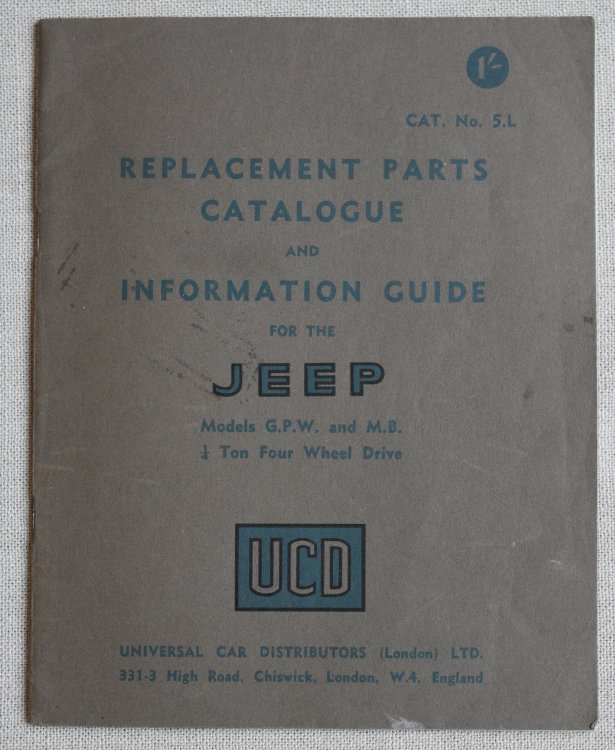 1/-
CAT. No. 5.L
REPLACEMENT PARTS
CATALOGUE
AND
INFORMATION GUIDE
FOR THE
JEEP
Models G.P.W. and M.B.
¼ Ton Four Wheel Drive
UCD
UNIVERSAL CAR DISTRIBUTORS (London) LTD.
331-3 High Road, Chiswick, London, W.4, England